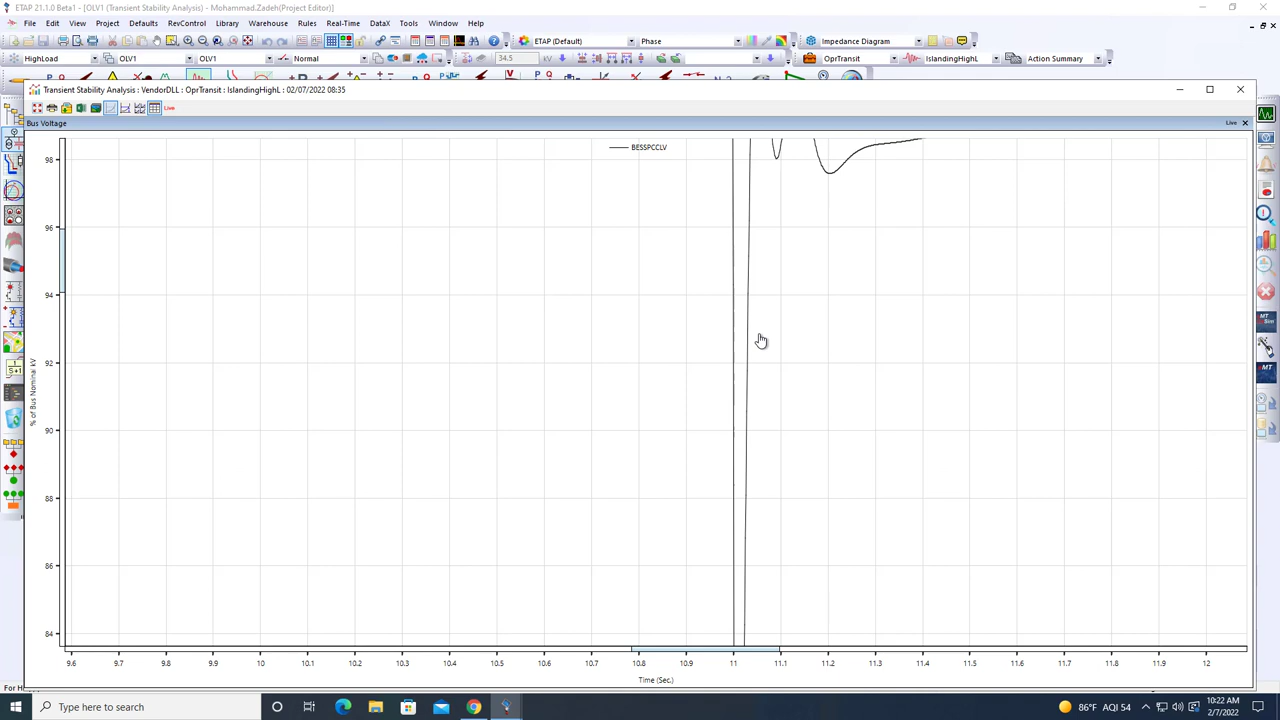 ETAP 21.1.0 Beta1 - [OLV1 (Transient Stability Analysis) - Mohammad.Zadeh(Project Editor)]
File Edit View Project Defaults RevControl Library Warehouse Rules Real-Time DataX Tools Window Help
ETAP (Default) Phase Impedance Diagram
HighLoad OLV1 OLV1 Normal 34.5 kV OprTransit IslandingHighL Action Summary
Transient Stability Analysis : VendorDLL : OprTransit : IslandingHighL : 02/07/2022 08:35
Live
Bus Voltage Live
BESSPCCLV
98
96
94
92
90
88
86
84
% of Bus Nominal kV
9.6 9.7 9.8 9.9 10 10.1 10.2 10.3 10.4 10.5 10.6 10.7 10.8 10.9 11 11.1 11.2 11.3 11.4 11.5 11.6 11.7 11.8 11.9 12
Time (Sec.)
Type here to search
86°F AQI 54
10:22 AM
2/7/2022